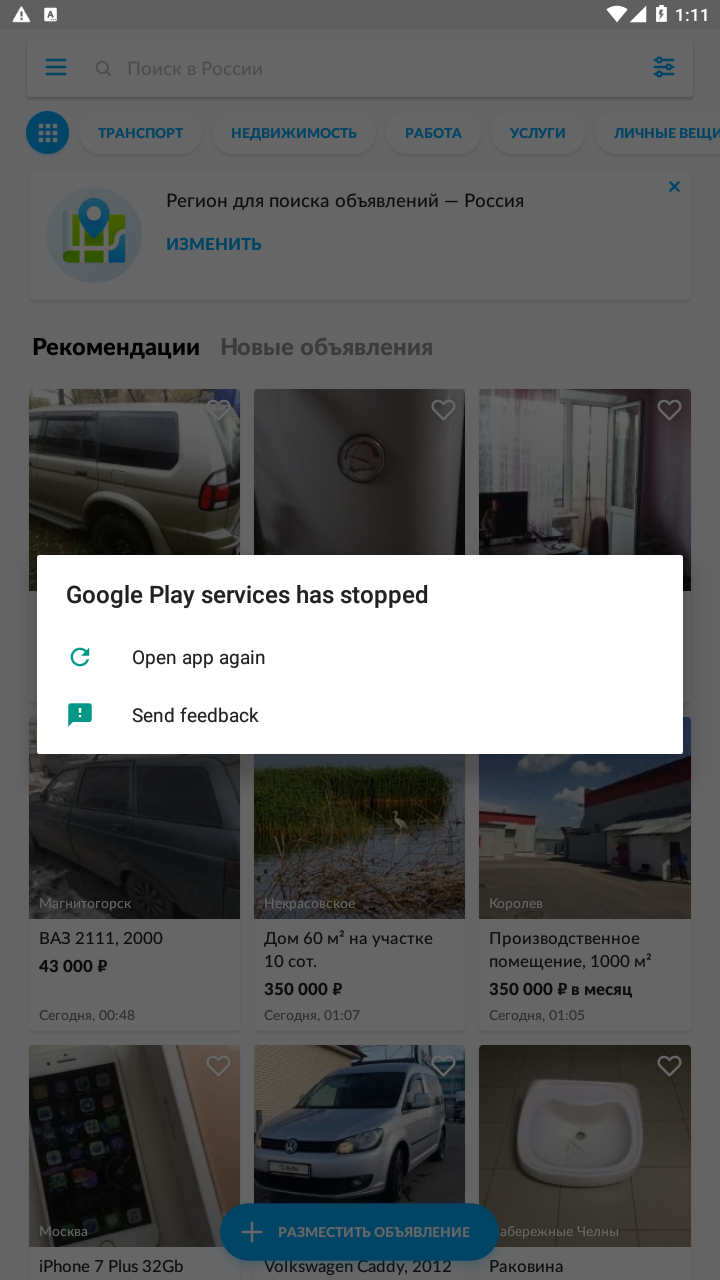 1:11
Поиск в России
ТРАНСПОРТ
НЕДВИЖИМОСТЬ
РАБОТА
УСЛУГИ
ЛИЧНЫЕ ВЕЩИ
Регион для поиска объявлений — Россия
ИЗМЕНИТЬ
Рекомендации
Новые объявления
Google Play services has stopped
Open app again
Send feedback
Магнитогорск
Некрасовское
Королев
ВАЗ 2111, 2000
43 000 ₽
Сегодня, 00:48
Дом 60 м² на участке
10 сот.
350 000 ₽
Сегодня, 01:07
Производственное
помещение, 1000 м²
350 000 ₽ в месяц
Сегодня, 01:05
Москва
РАЗМЕСТИТЬ ОБЪЯВЛЕНИЕ
абережные Челны
iPhone 7 Plus 32Gb
Volkswagen Caddy, 2012
Раковина